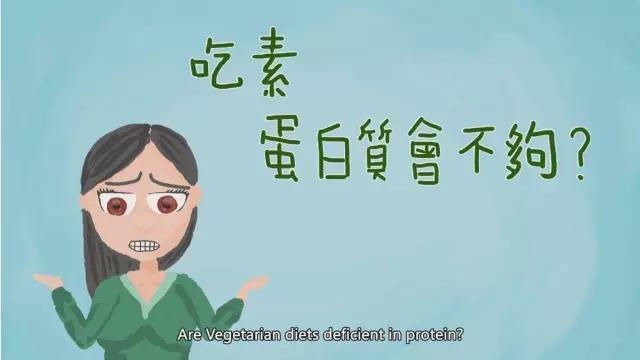 吃素
蛋白質會不夠?
Are Vegetarian diets deficient in protein?